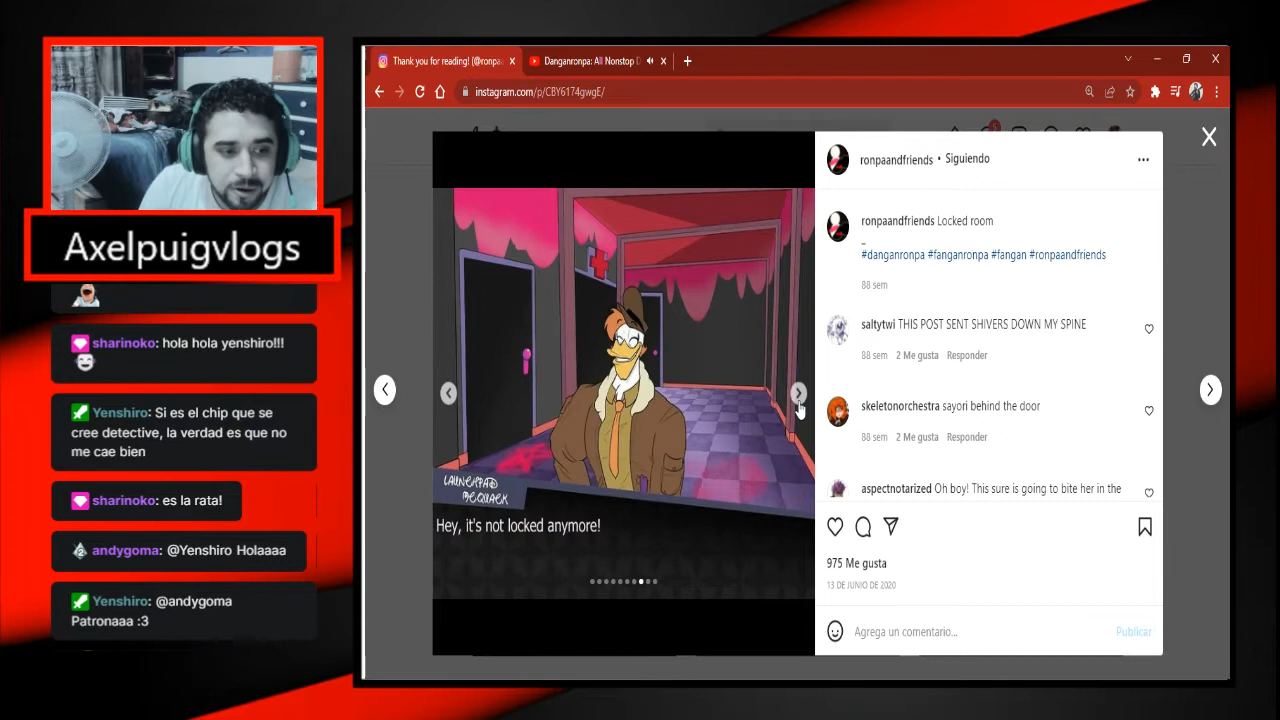 Axelpuigvlogs
sharinoko: hola hola yenshiro!!!
Yenshiro: Si es el chip que se
cree detective, la verdad es que no
me cae bien
sharinoko: es la rata!
andygoma: @Yenshiro Holaaaa
Yenshiro: @andygoma
Patronaaa :3
Thank you for reading! (@ronpa
Danganronpa: All Nonstop D
instagram.com/p/CBY6174gwgE/
LAUNCHPAD
MCQUACK
Hey, it's not locked anymore!
ronpaandfriends • Siguiendo
ronpaandfriends Locked room
_
#danganronpa #fanganronpa #fangan #ronpaandfriends
88 sem
saltytwi THIS POST SENT SHIVERS DOWN MY SPINE
88 sem 2 Me gusta Responder
skeletonorchestra sayori behind the door
88 sem 2 Me gusta Responder
aspectnotarized Oh boy! This sure is going to bite her in the
975 Me gusta
13 DE JUNIO DE 2020
Agrega un comentario...
Publicar